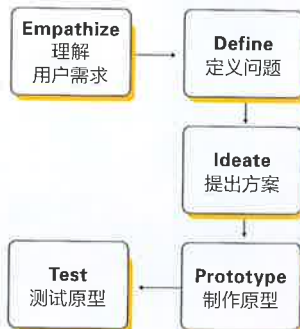 Empathize
理解
用户需求
Define
定义问题
Ideate
提出方案
Prototype
制作原型
Test
测试原型